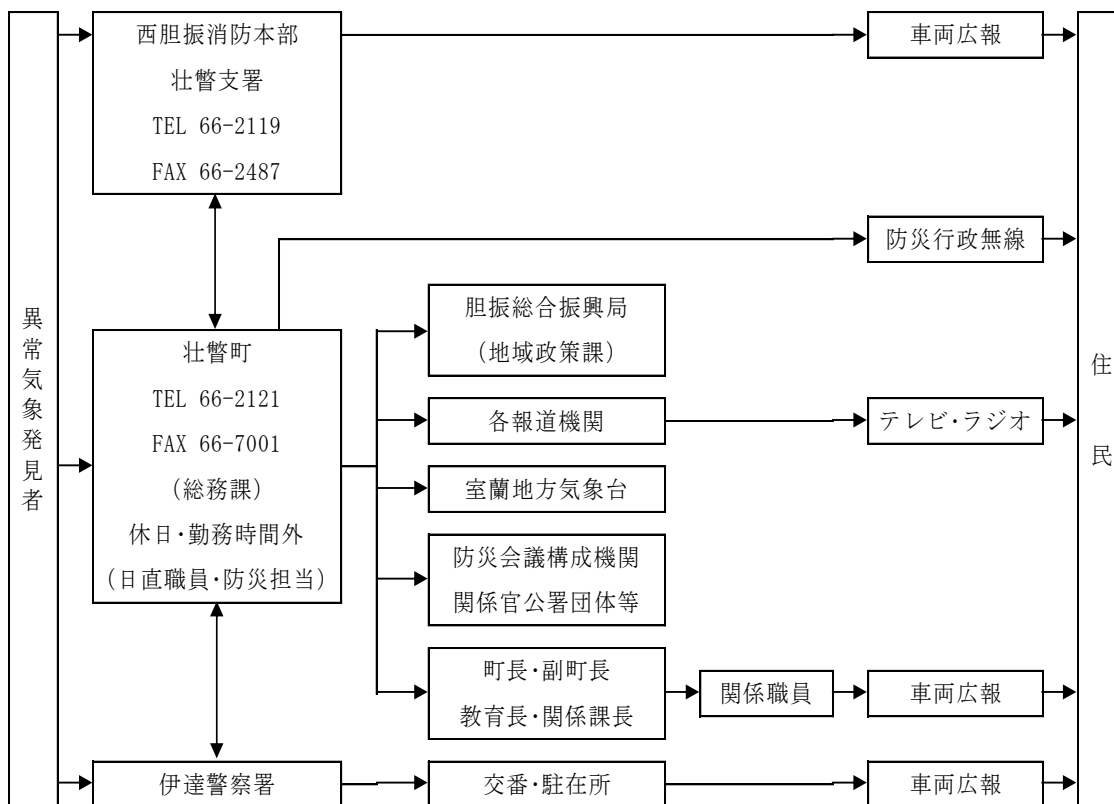 異常気象発見者
西胆振消防本部
壮瞥支署
TEL 66-2119
FAX 66-2487
車両広報
防災行政無線
壮瞥町
TEL 66-2121
FAX 66-7001
(総務課)
休日・勤務時間外
(日直職員・防災担当)
胆振総合振興局
(地域政策課)
各報道機関
テレビ・ラジオ
室蘭地方気象台
防災会議構成機関
関係官公署団体等
町長・副町長
教育長・関係課長
関係職員
車両広報
伊達警察署
交番・駐在所
車両広報
住民